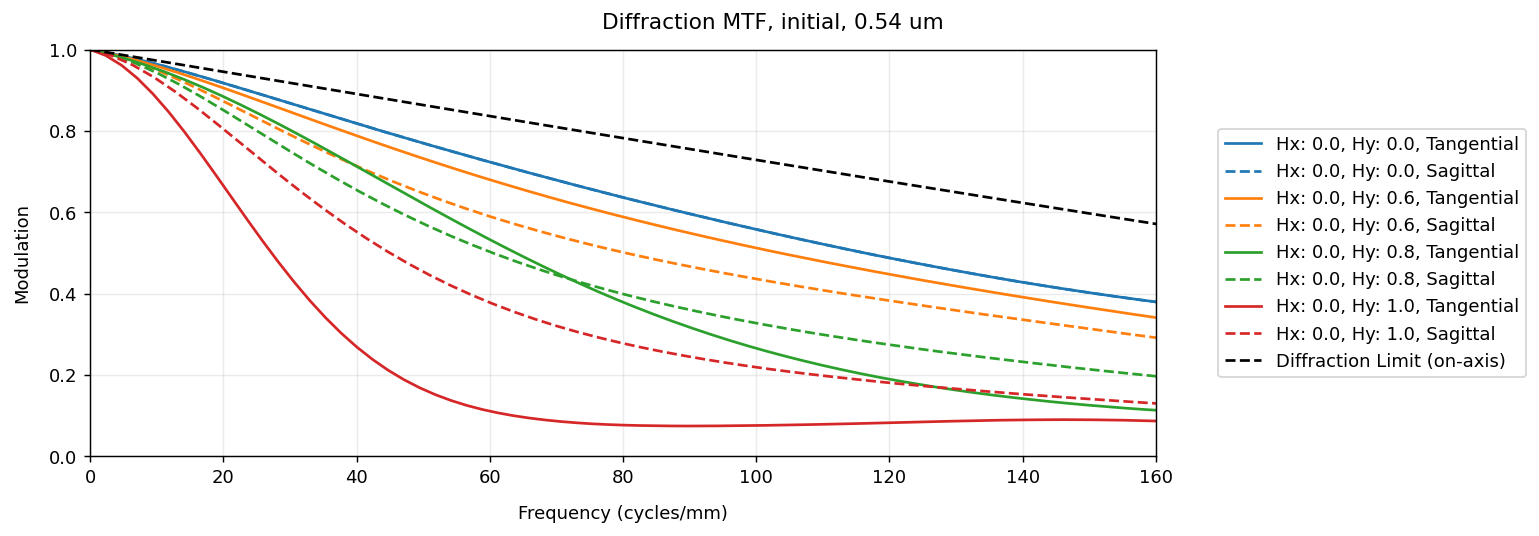 Diffraction MTF, initial, 0.54 um
1.0
0.8
0.6
0.4
0.2
0.0
Modulation
0 20 40 60 80 100 120 140 160
Frequency (cycles/mm)
Hx: 0.0, Hy: 0.0, Tangential
Hx: 0.0, Hy: 0.0, Sagittal
Hx: 0.0, Hy: 0.6, Tangential
Hx: 0.0, Hy: 0.6, Sagittal
Hx: 0.0, Hy: 0.8, Tangential
Hx: 0.0, Hy: 0.8, Sagittal
Hx: 0.0, Hy: 1.0, Tangential
Hx: 0.0, Hy: 1.0, Sagittal
Diffraction Limit (on-axis)